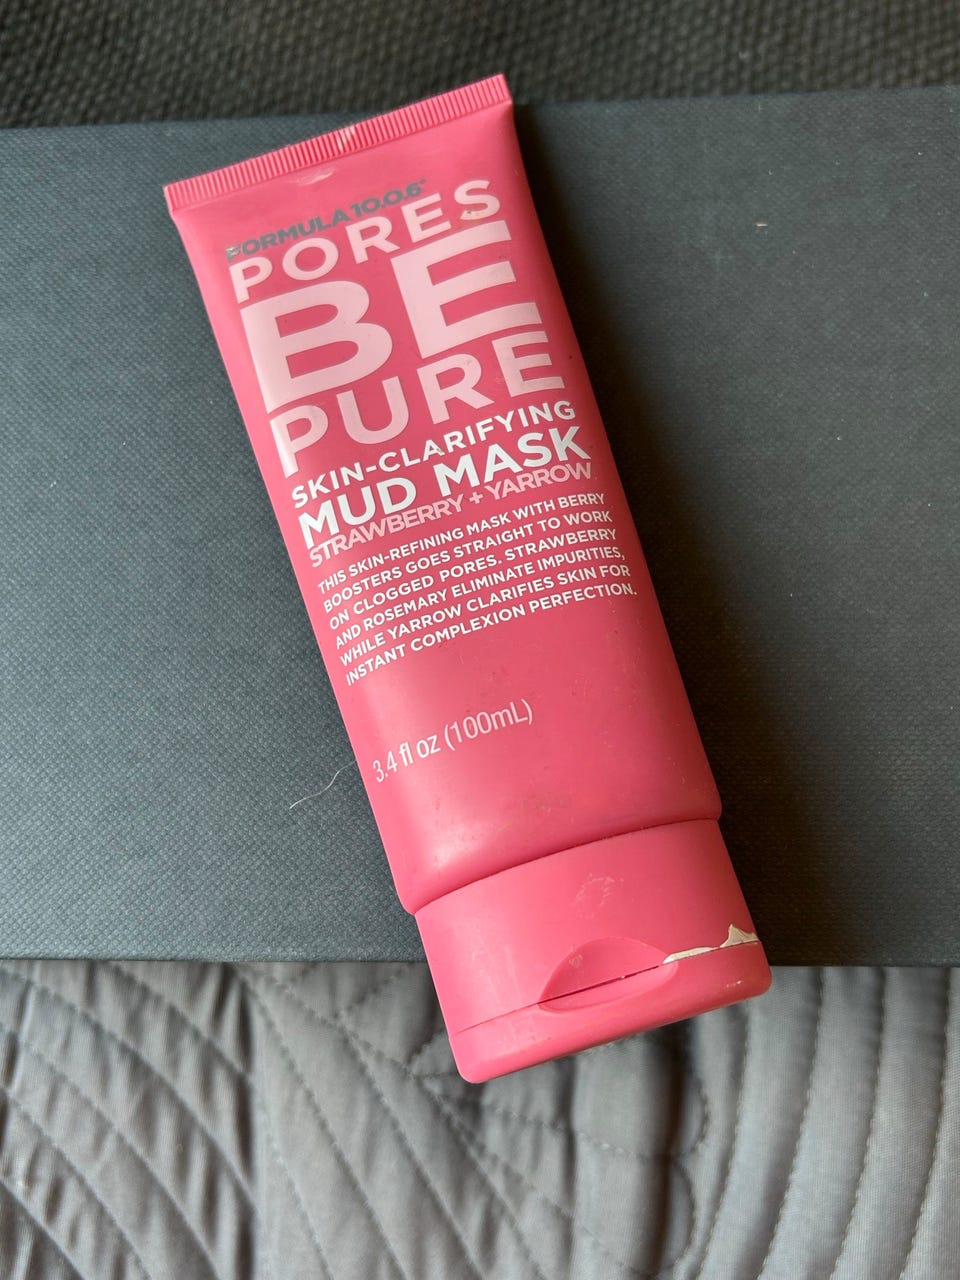 FORMULA 10.0.6®
PORES
BE
PURE
SKIN-CLARIFYING
MUD MASK
STRAWBERRY + YARROW
THIS SKIN-REFINING MASK WITH BERRY
BOOSTERS GOES STRAIGHT TO WORK
ON CLOGGED PORES. STRAWBERRY
AND ROSEMARY ELIMINATE IMPURITIES,
WHILE YARROW CLARIFIES SKIN FOR
INSTANT COMPLEXION PERFECTION.
3.4 fl oz (100mL)